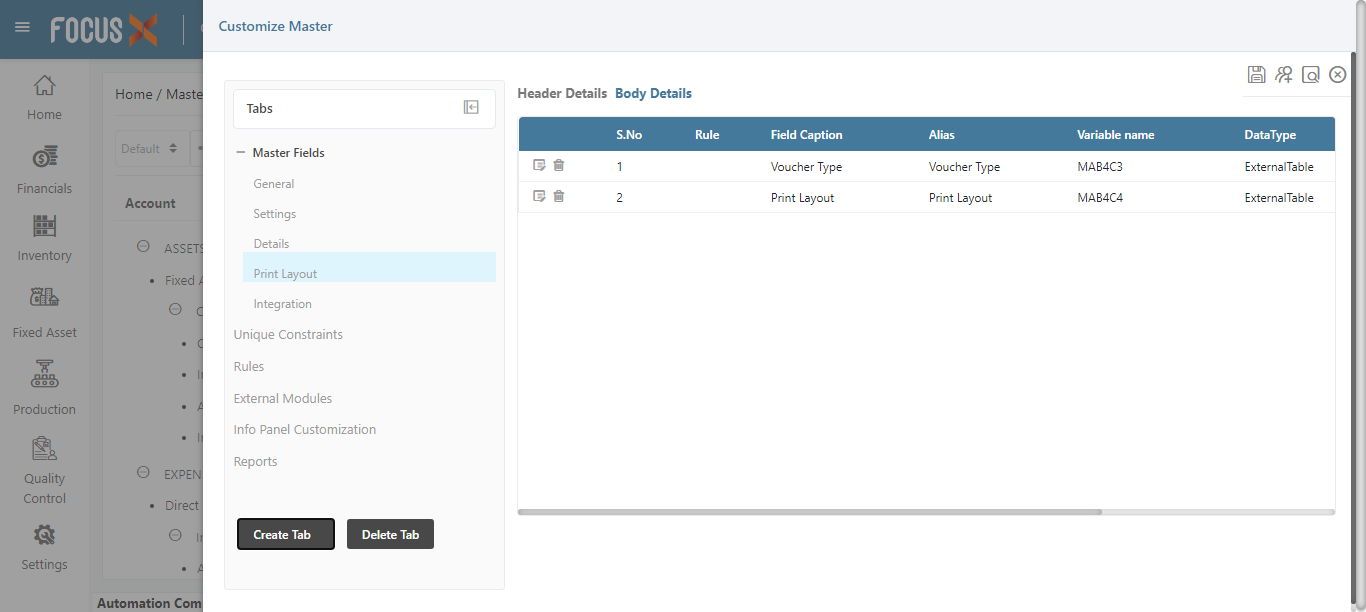 FOCUS X
Customize Master
Home
Financials
Inventory
Fixed Asset
Production
Quality
Control
Settings
Home / Maste
Default
Account
ASSETS
Fixed A
EXPEN
Direct
Automation Com
Tabs
Master Fields
General
Settings
Details
Print Layout
Integration
Unique Constraints
Rules
External Modules
Info Panel Customization
Reports
Create Tab Delete Tab
Header Details Body Details
S.No Rule Field Caption Alias Variable name DataType
1 Voucher Type Voucher Type MAB4C3 ExternalTable
2 Print Layout Print Layout MAB4C4 ExternalTable